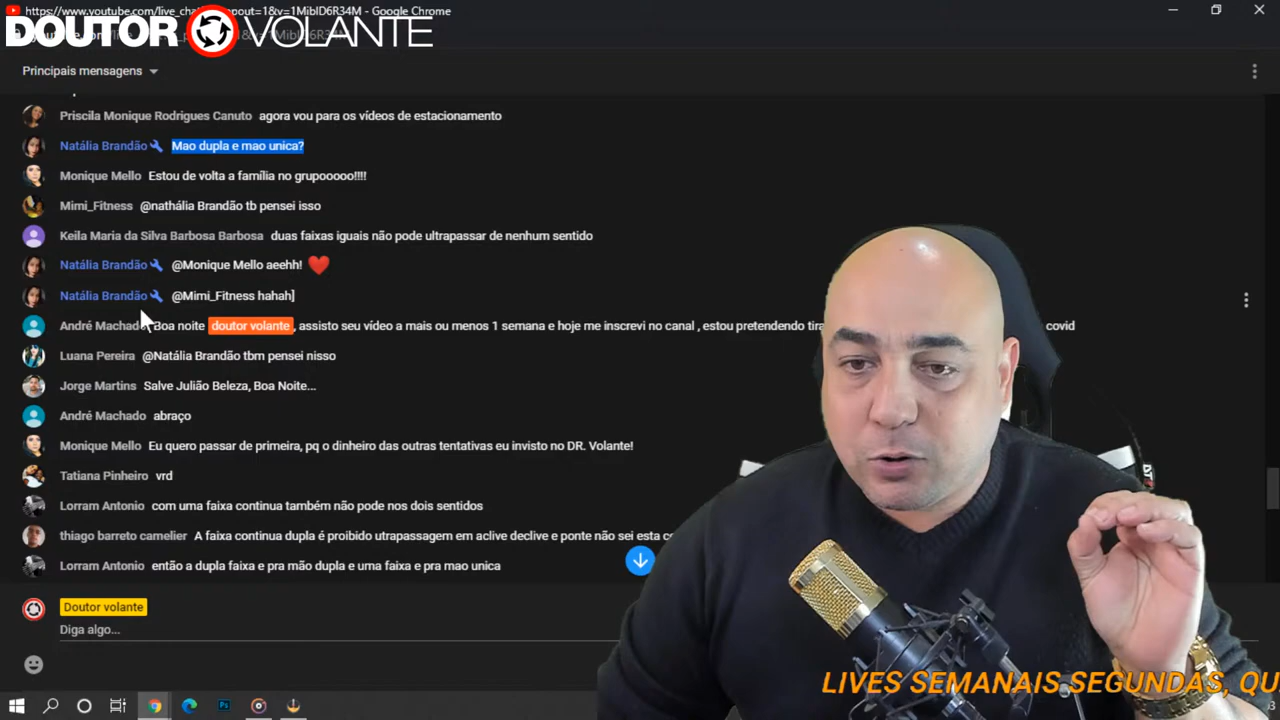 https://www.youtube.com/live_cha popout=1&v=1MibID6R34M - Google Chrome
DOUTOR VOLANTE
Principais mensagens
Priscila Monique Rodrigues Canuto agora vou para os vídeos de estacionamento
Natália Brandão Mao dupla e mao unica?
Monique Mello Estou de volta a família no grupooooo!!!!
Mimi_Fitness @nathália Brandão tb pensei isso
Keila Maria da Silva Barbosa Barbosa duas faixas iguais não pode ultrapassar de nenhum sentido
Natália Brandão @Monique Mello aeehh! ❤️
Natália Brandão @Mimi_Fitness hahah]
André Machado Boa noite doutor volante, assisto seu vídeo a mais ou menos 1 semana e hoje me inscrevi no canal , estou pretendendo covid
Luana Pereira @Natália Brandão tbm pensei nisso
Jorge Martins Salve Julião Beleza, Boa Noite...
André Machado abraço
Monique Mello Eu quero passar de primeira, pq o dinheiro das outras tentativas eu invisto no DR. Volante!
Tatiana Pinheiro vrd
Lorram Antonio com uma faixa continua também não pode nos dois sentidos
thiago barreto camelier A faixa continua dupla é proibido utrapassagem em aclive declive e ponte não sei esta
Lorram Antonio então a dupla faixa e pra mão dupla e uma faixa e pra mao unica
Doutor volante
Diga algo...
LIVES SEMANAIS SEGUNDAS, QU